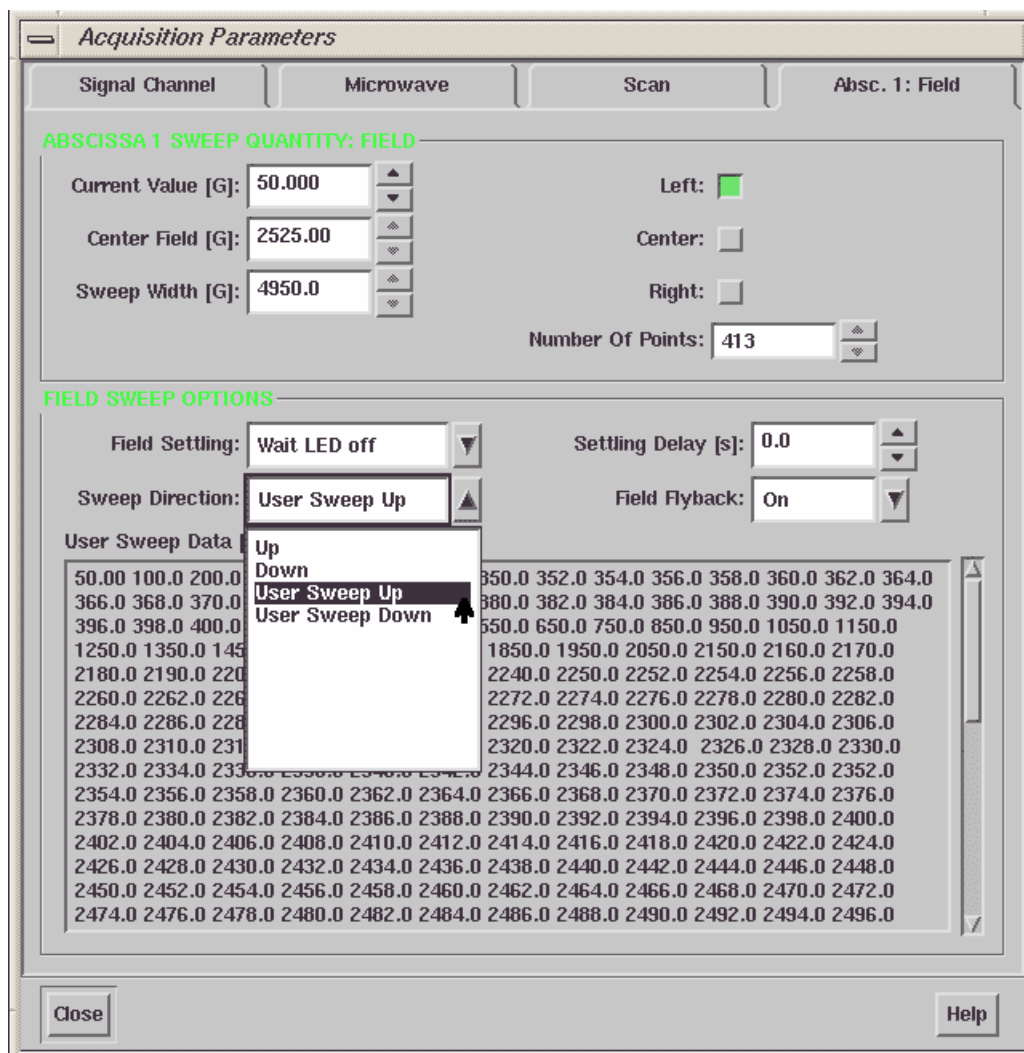 Acquisition Parameters
Signal Channel Microwave Scan Absc. 1: Field
ABSCISSA 1 SWEEP QUANTITY: FIELD
Current Value [G]: 50.000 Left:
Center Field [G]: 2525.00 Center:
Sweep Width [G]: 4950.0 Right:
Number Of Points: 413
FIELD SWEEP OPTIONS
Field Settling: Wait LED off Settling Delay [s]: 0.0
Sweep Direction: User Sweep Up Field Flyback: On
User Sweep Data
Up
Down
User Sweep Up
User Sweep Down
50.00 100.0 200.0 350.0 352.0 354.0 356.0 358.0 360.0 362.0 364.0
366.0 368.0 370.0 380.0 382.0 384.0 386.0 388.0 390.0 392.0 394.0
396.0 398.0 400.0 550.0 650.0 750.0 850.0 950.0 1050.0 1150.0
1250.0 1350.0 145 1850.0 1950.0 2050.0 2150.0 2160.0 2170.0
2180.0 2190.0 220 2240.0 2250.0 2252.0 2254.0 2256.0 2258.0
2260.0 2262.0 226 2272.0 2274.0 2276.0 2278.0 2280.0 2282.0
2284.0 2286.0 228 2296.0 2298.0 2300.0 2302.0 2304.0 2306.0
2308.0 2310.0 231 2320.0 2322.0 2324.0 2326.0 2328.0 2330.0
2332.0 2334.0 2344.0 2346.0 2348.0 2350.0 2352.0 2352.0
2354.0 2356.0 2358.0 2360.0 2362.0 2364.0 2366.0 2368.0 2370.0 2372.0 2374.0 2376.0
2378.0 2380.0 2382.0 2384.0 2386.0 2388.0 2390.0 2392.0 2394.0 2396.0 2398.0 2400.0
2402.0 2404.0 2406.0 2408.0 2410.0 2412.0 2414.0 2416.0 2418.0 2420.0 2422.0 2424.0
2426.0 2428.0 2430.0 2432.0 2434.0 2436.0 2438.0 2440.0 2442.0 2444.0 2446.0 2448.0
2450.0 2452.0 2454.0 2456.0 2458.0 2460.0 2462.0 2464.0 2466.0 2468.0 2470.0 2472.0
2474.0 2476.0 2478.0 2480.0 2482.0 2484.0 2486.0 2488.0 2490.0 2492.0 2494.0 2496.0
Close Help